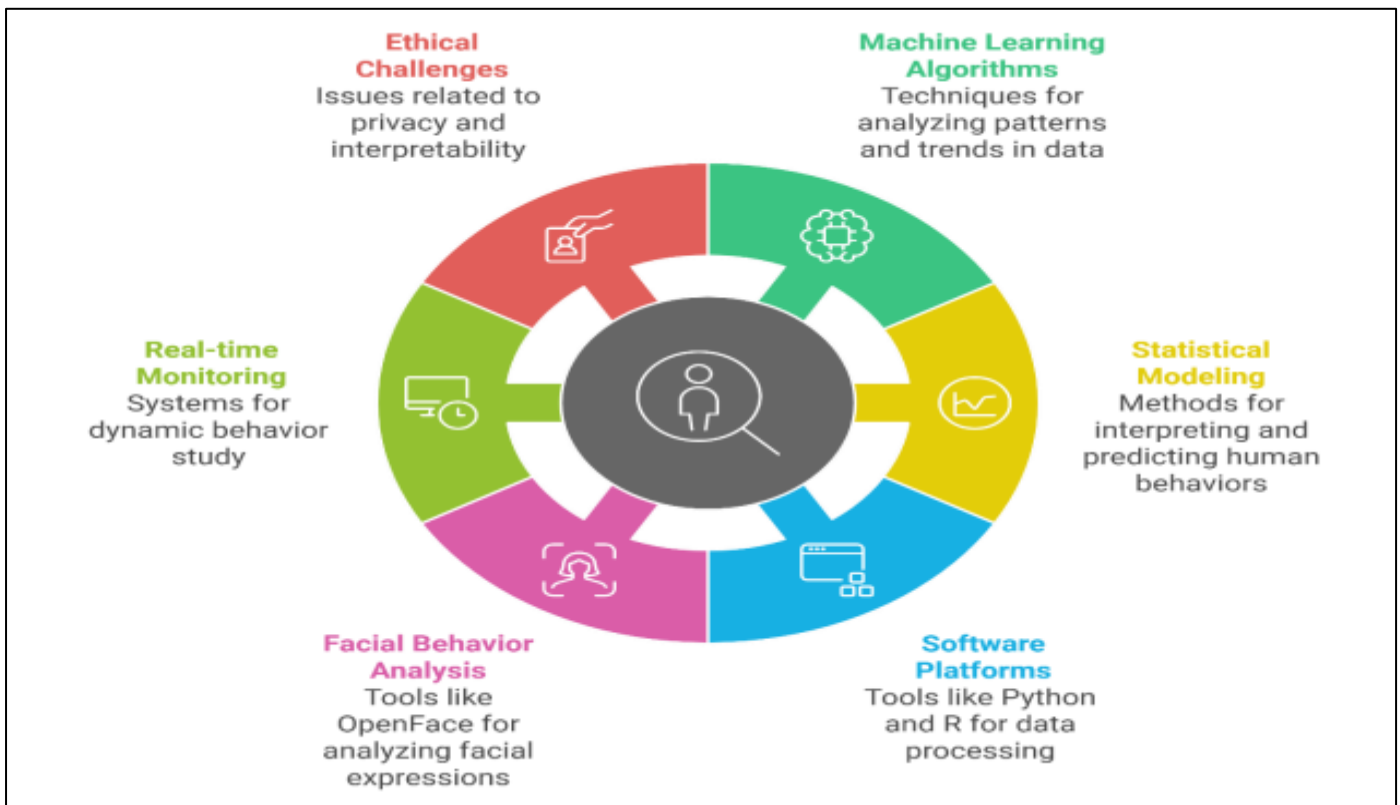 Ethical
Challenges
Issues related to
privacy and
interpretability
Machine Learning
Algorithms
Techniques for
analyzing patterns
and trends in data
Real-time
Monitoring
Systems for
dynamic behavior
study
Statistical
Modeling
Methods for
interpreting and
predicting human
behaviors
Facial Behavior
Analysis
Tools like
OpenFace for
analyzing facial
expressions
Software
Platforms
Tools like Python
and R for data
processing